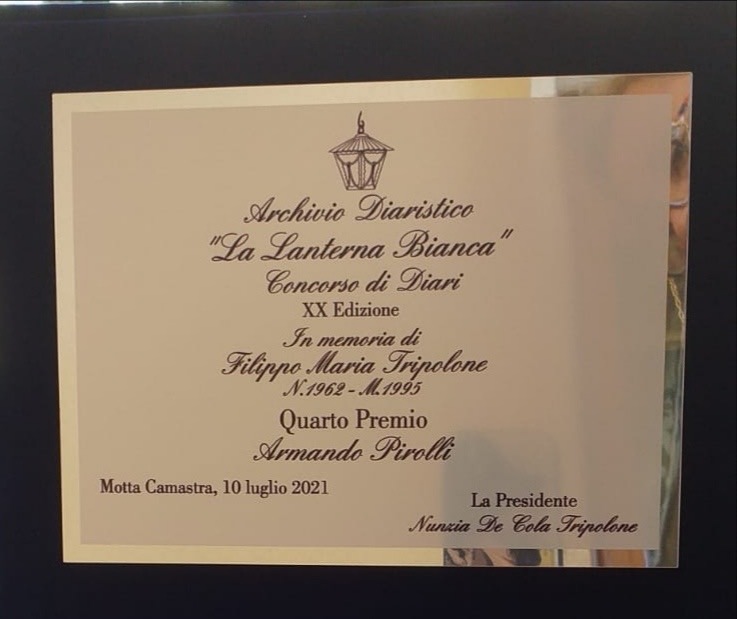 Archivio Diaristico
"La Lanterna Bianca"
Concorso di Diari
XX Edizione
In memoria di
Filippo Maria Tripolone
N.1962 - M.1995
Quarto Premio
Armando Pirolli
Motta Camastra, 10 luglio 2021
La Presidente
Nunzia De Cola Tripolone